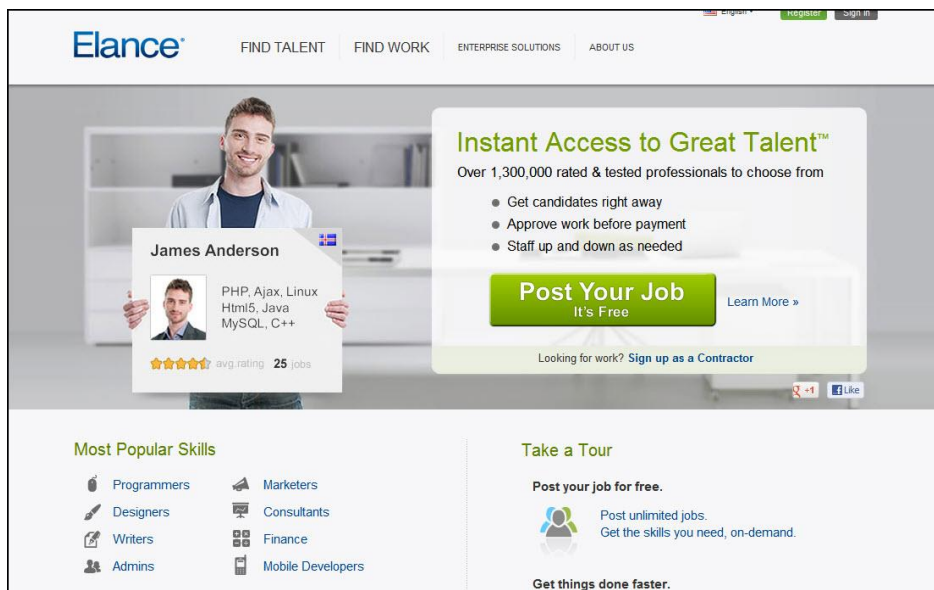 English
Register
Sign In
Elance
FIND TALENT
FIND WORK
ENTERPRISE SOLUTIONS
ABOUT US
Instant Access to Great Talent™
Over 1,300,000 rated & tested professionals to choose from
Get candidates right away
Approve work before payment
Staff up and down as needed
Post Your Job
It's Free
Learn More »
Looking for work? Sign up as a Contractor
James Anderson
PHP, Ajax, Linux
Html5, Java
MySQL, C++
avg.rating 25 jobs
+1
Like
Most Popular Skills
Programmers
Designers
Writers
Admins
Marketers
Consultants
Finance
Mobile Developers
Take a Tour
Post your job for free.
Post unlimited jobs.
Get the skills you need, on-demand.
Get things done faster.